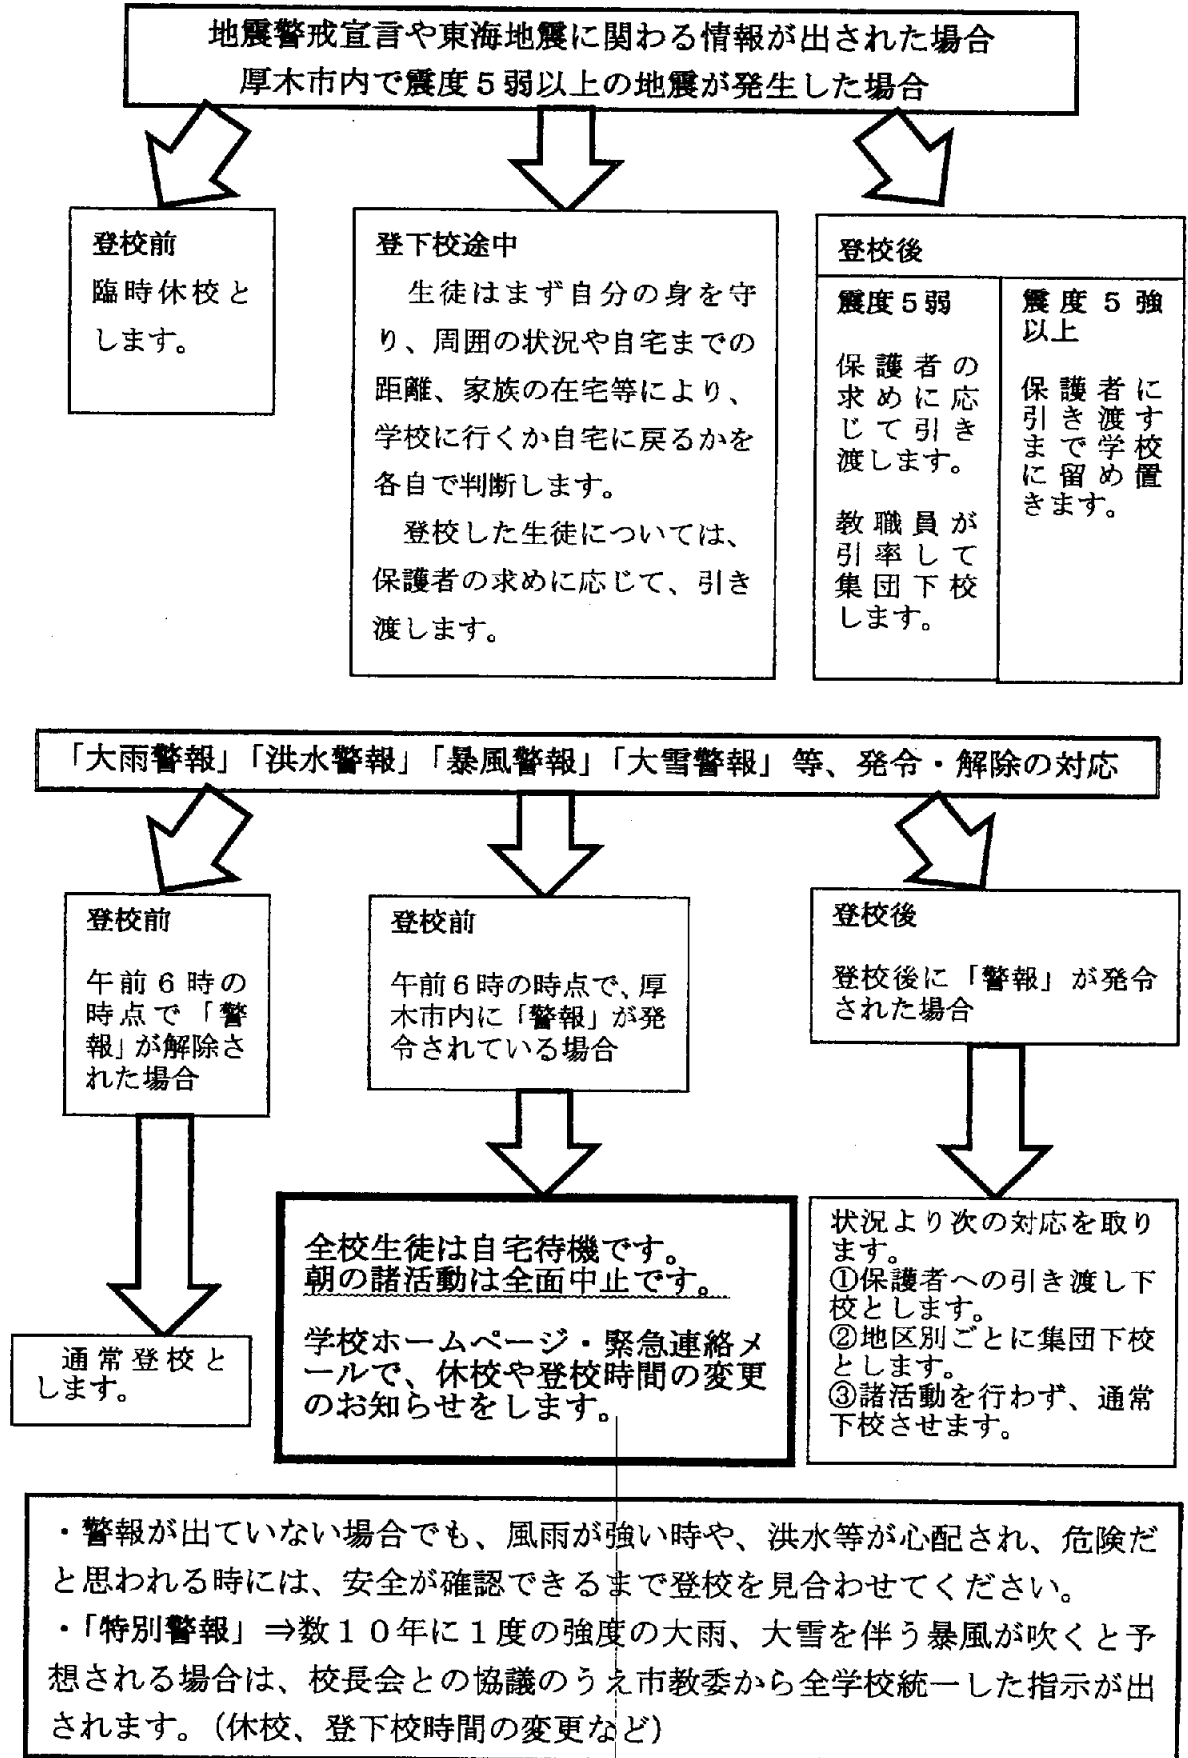 地震警戒宣言や東海地震に関わる情報が出された場合
厚木市内で震度５弱以上の地震が発生した場合
登校前
臨時休校と
します。
登下校途中
生徒はまず自分の身を守
り、周囲の状況や自宅までの
距離、家族の在宅等により、
学校に行くか自宅に戻るかを
各自で判断します。
登校した生徒については、
保護者の求めに応じて、引き
渡します。
登校後
震度５弱
保護者の
求めに応
じて引き
渡します。
教職員が
引率して
集団下校
します。
震度５強
以上
保護者に
引き渡す
まで学校
に留め置
きます。
「大雨警報」「洪水警報」「暴風警報」「大雪警報」等、発令・解除の対応
登校前
午前６時の
時点で「警
報」が解除さ
れた場合
登校前
午前６時の時点で、厚
木市内に「警報」が発
令されている場合
登校後
登校後に「警報」が発令
された場合
通常登校と
します。
全校生徒は自宅待機です。
朝の諸活動は全面中止です。
学校ホームページ・緊急連絡メ
ールで、休校や登校時間の変更
のお知らせをします。
状況より次の対応を取り
ます。
①保護者への引き渡し下
校とします。
②地区別ごとに集団下校
とします。
③諸活動を行わず、通常
下校させます。
・警報が出ていない場合でも、風雨が強い時や、洪水等が心配され、危険だ
と思われる時には、安全が確認できるまで登校を見合わせてください。
・「特別警報」⇒数１０年に１度の強度の大雨、大雪を伴う暴風が吹くと予
想される場合は、校長会との協議のうえ市教委から全学校統一した指示が出
されます。（休校、登下校時間の変更など）